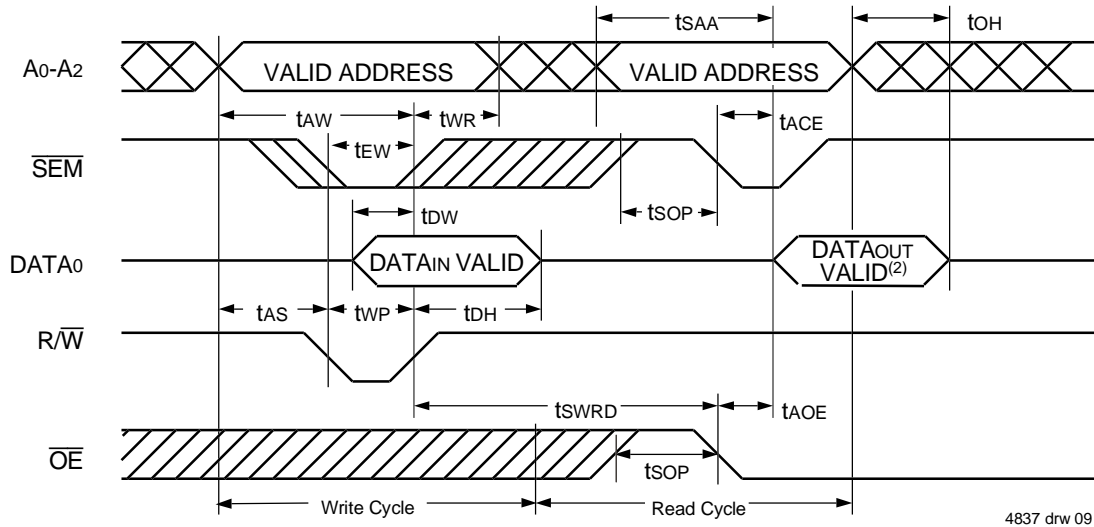 tSAA
tOH
A0-A2
VALID ADDRESS
VALID ADDRESS
tAW
tWR
tACE
tEW
SEM
tSOP
tDW
DATA0
DATAIN VALID
DATAOUT
VALID(2)
tAS
tWP
tDH
R/W
tSWRD
tAOE
OE
tSOP
Write Cycle
Read Cycle
4837 drw 09